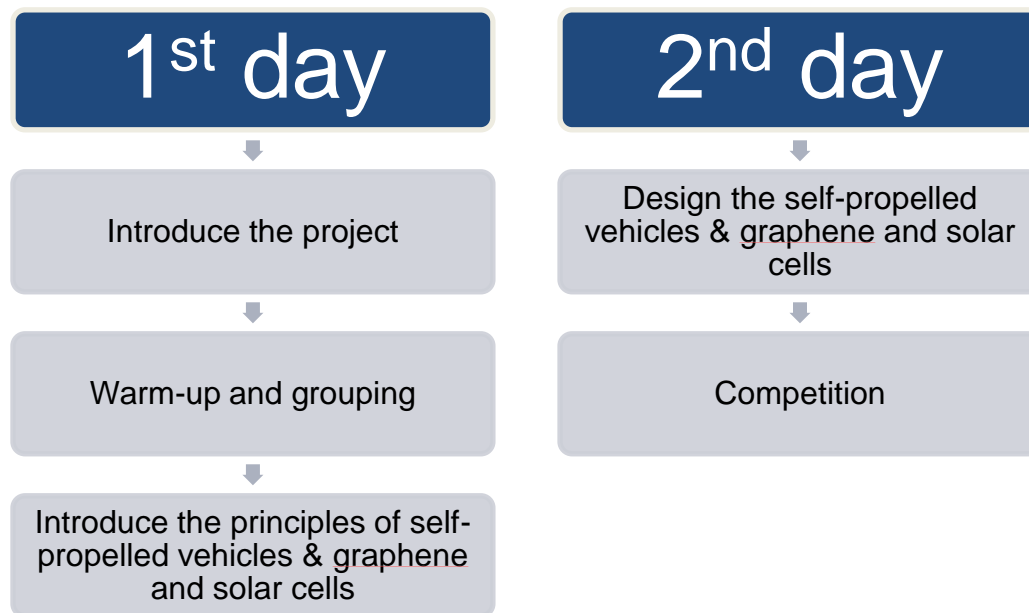 1st day
Introduce the project
Warm-up and grouping
Introduce the principles of self-
propelled vehicles & graphene
and solar cells
2nd day
Design the self-propelled
vehicles & graphene and solar
cells
Competition